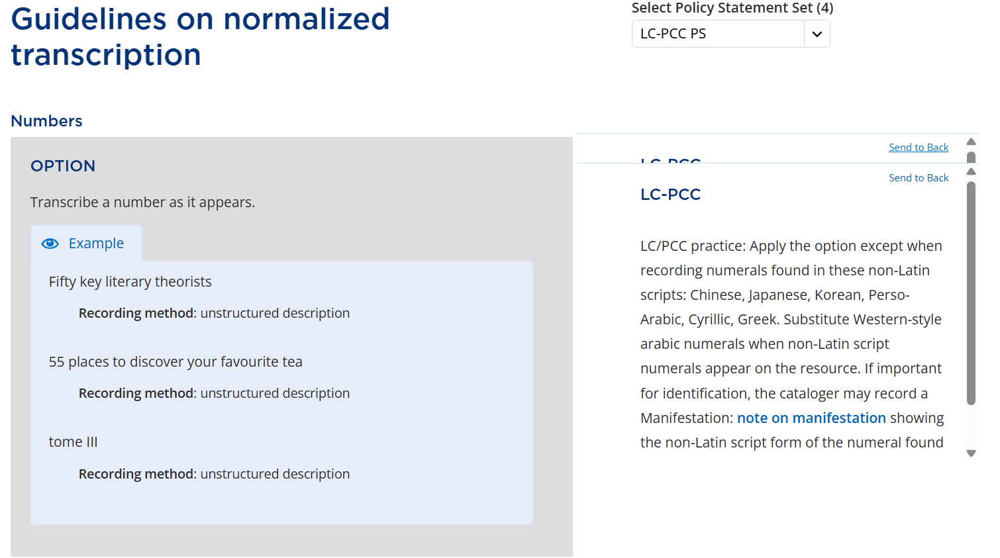 Guidelines on normalized
transcription
Select Policy Statement Set (4)
LC-PCC PS
Numbers
OPTION
Transcribe a number as it appears.
Example
Fifty key literary theorists
Recording method: unstructured description
55 places to discover your favourite tea
Recording method: unstructured description
tome III
Recording method: unstructured description
Send to Back
LC-PCC
Send to Back
LC-PCC
LC/PCC practice: Apply the option except when
recording numerals found in these non-Latin
scripts: Chinese, Japanese, Korean, Perso-
Arabic, Cyrillic, Greek. Substitute Western-style
arabic numerals when non-Latin script
numerals appear on the resource. If important
for identification, the cataloger may record a
Manifestation: note on manifestation showing
the non-Latin script form of the numeral found